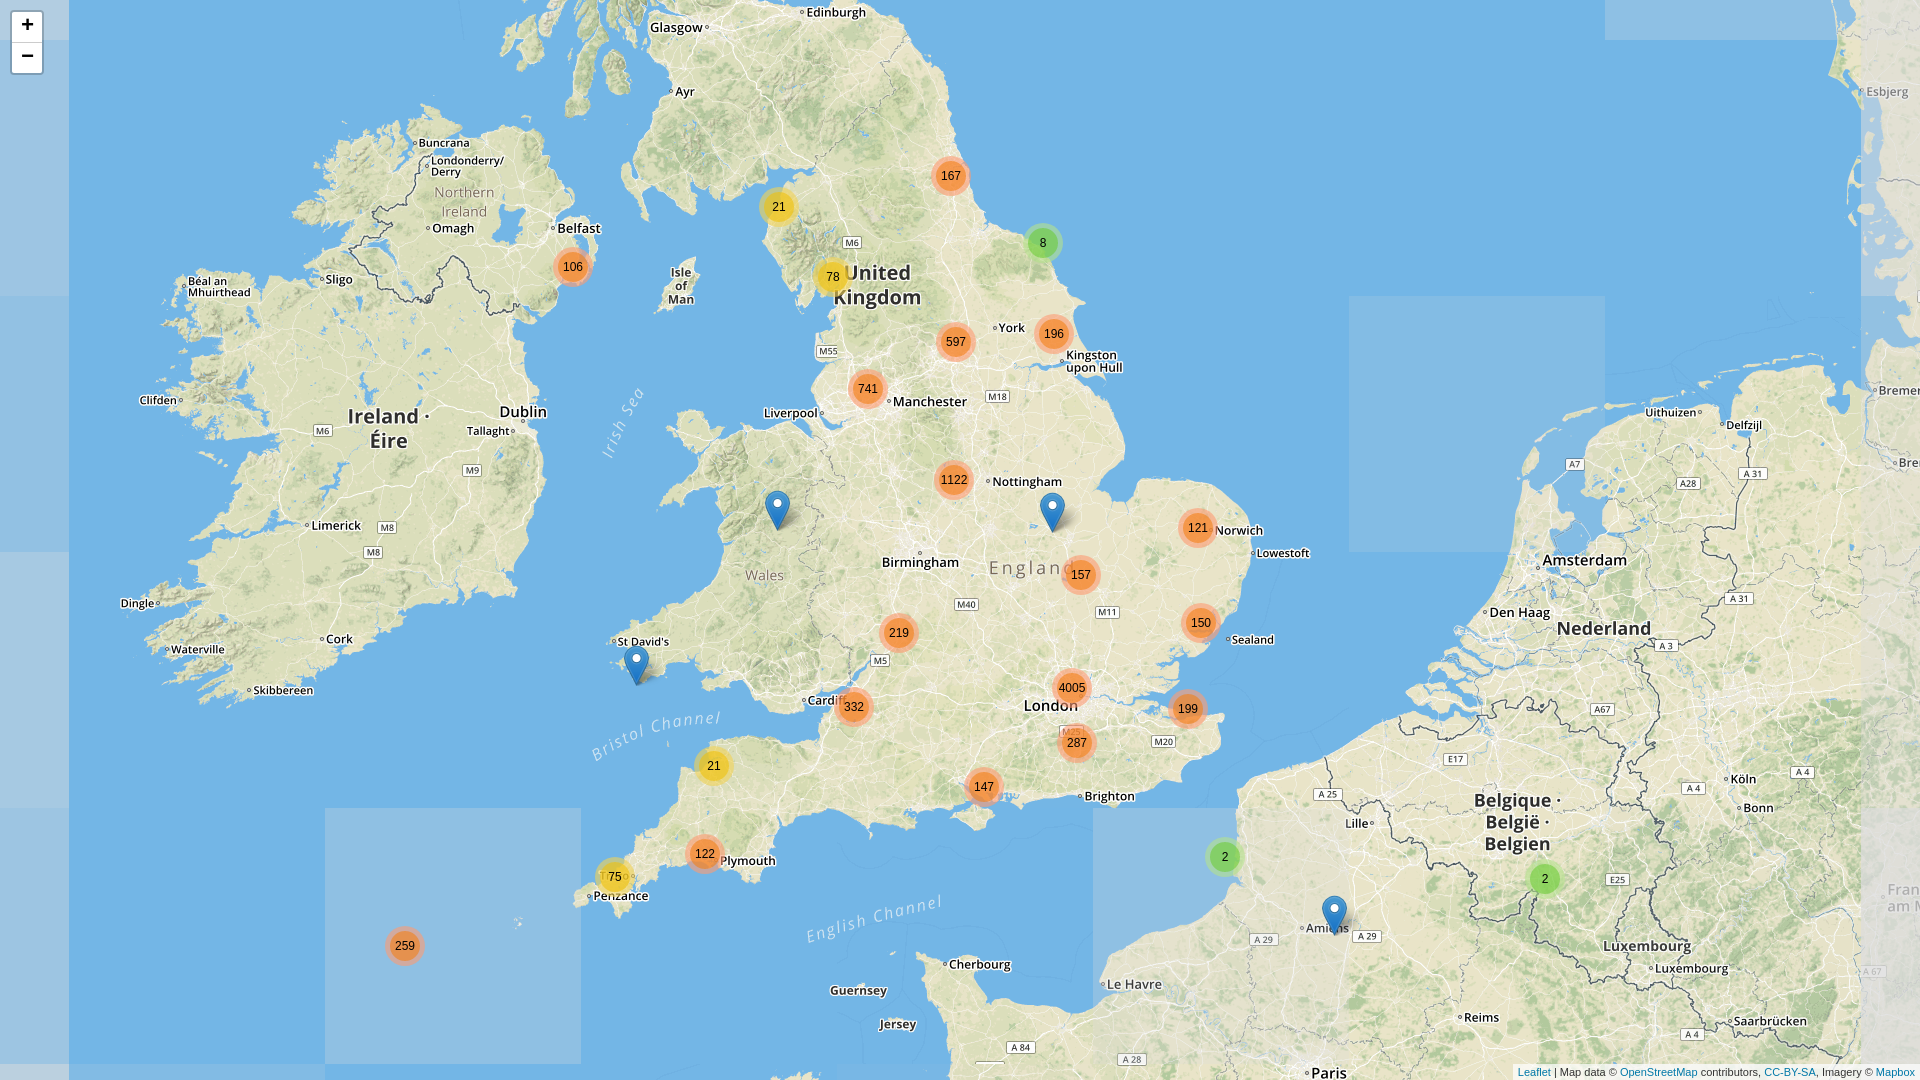 +
−
Edinburgh
Glasgow
Ayr
Esbjerg
Buncrana
Londonderry/
Derry
167
Northern
Ireland
21
Omagh
Belfast
M6
8
106
Isle
of
Man
78
United
Kingdom
Béal an
Mhuirthead
Sligo
York
196
597
M55
Kingston
upon Hull
741
M18
Manchester
Liverpool
Clifden
Ireland ·
Éire
Dublin
M6
Tallaght
Irish Sea
Uithuizen
Delfzijl
M9
1122
Nottingham
A7
A 31
A28
Limerick
M8
M8
121
Norwich
Lowestoft
Birmingham
England
157
Wales
Amsterdam
Dingle
M40
M11
A 31
Den Haag
150
219
Nederland
Cork
St David's
Sealand
A 3
Waterville
M5
Skibbereen
4005
Cardiff
332
London
199
A67
Bristol Channel
M25
287
M20
E17
21
147
Brighton
A 25
Köln
A 4
A 4
Bonn
Belgique ·
België ·
Belgien
Lille
122
Plymouth
2
75
Penzance
2
E25
English Channel
Amiens
A 29
A 29
259
Luxembourg
Luxembourg
Cherbourg
A 67
Le Havre
Guernsey
Jersey
Reims
Saarbrücken
A 4
A 84
A 28
Paris
Leaflet | Map data © OpenStreetMap contributors, CC-BY-SA, Imagery © Mapbox